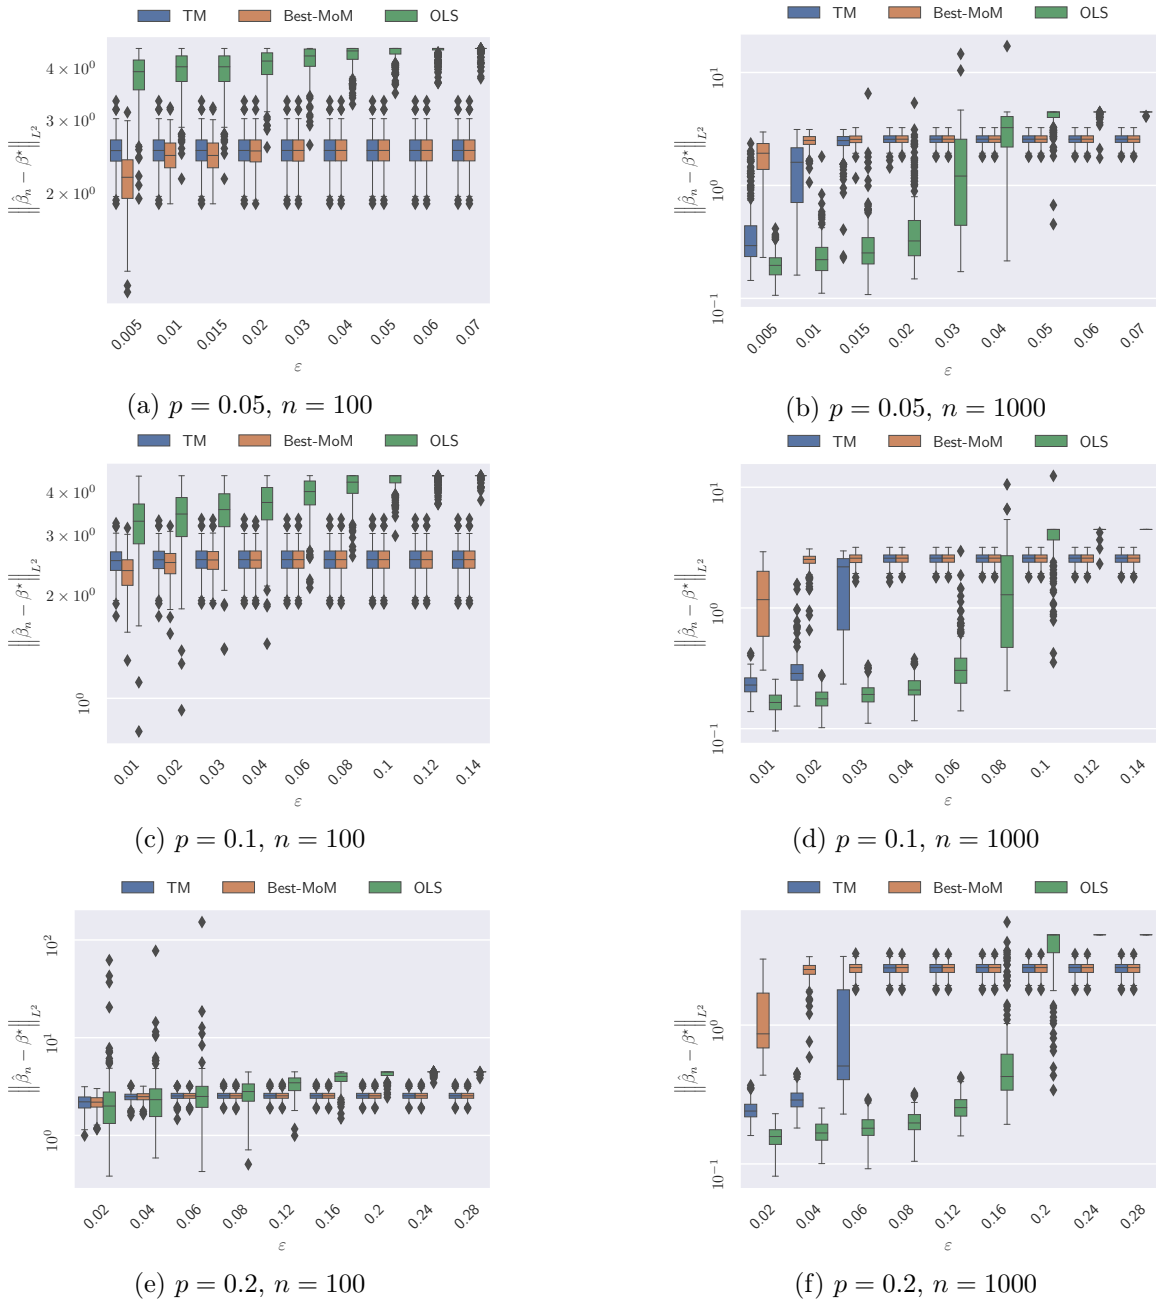 TM Best-MoM OLS
4 × 10⁰
3 × 10⁰
2 × 10⁰
‖β̂ₙ − β⋆‖_{L²}
0.005 0.01 0.015 0.02 0.03 0.04 0.05 0.06 0.07
ε
(a) p = 0.05, n = 100
TM Best-MoM OLS
10¹
10⁰
10⁻¹
‖β̂ₙ − β⋆‖_{L²}
0.005 0.01 0.015 0.02 0.03 0.04 0.05 0.06 0.07
ε
(b) p = 0.05, n = 1000
TM Best-MoM OLS
4 × 10⁰
3 × 10⁰
2 × 10⁰
10⁰
‖β̂ₙ − β⋆‖_{L²}
0.01 0.02 0.03 0.04 0.06 0.08 0.1 0.12 0.14
ε
(c) p = 0.1, n = 100
TM Best-MoM OLS
10¹
10⁰
10⁻¹
‖β̂ₙ − β⋆‖_{L²}
0.01 0.02 0.03 0.04 0.06 0.08 0.1 0.12 0.14
ε
(d) p = 0.1, n = 1000
TM Best-MoM OLS
10²
10¹
10⁰
‖β̂ₙ − β⋆‖_{L²}
0.02 0.04 0.06 0.08 0.12 0.16 0.2 0.24 0.28
ε
(e) p = 0.2, n = 100
TM Best-MoM OLS
10⁰
10⁻¹
‖β̂ₙ − β⋆‖_{L²}
0.02 0.04 0.06 0.08 0.12 0.16 0.2 0.24 0.28
ε
(f) p = 0.2, n = 1000